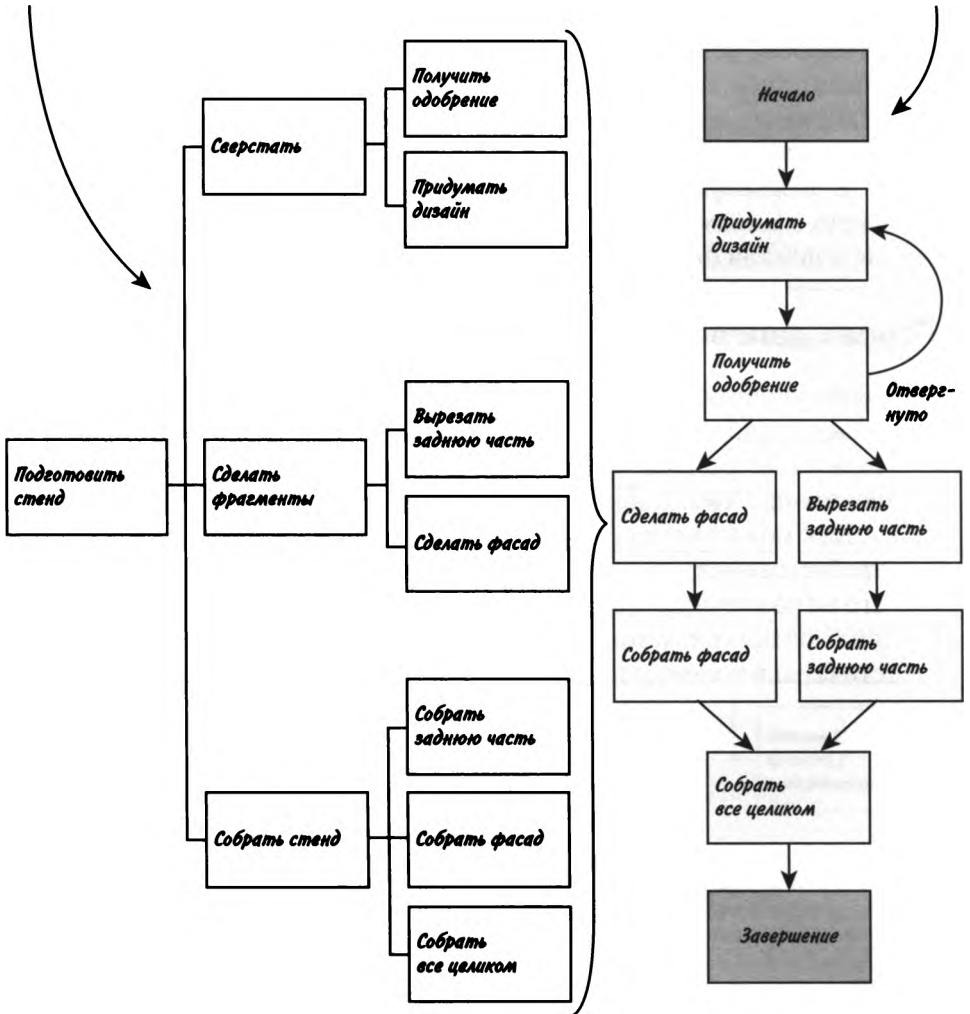 Подготовить
стенд
Сверстать
Получить
одобрение
Придумать
дизайн
Сделать
фрагменты
Вырезать
заднюю часть
Сделать фасад
Собрать стенд
Собрать
заднюю часть
Собрать фасад
Собрать
все целиком
Начало
Придумать
дизайн
Получить
одобрение
Отверг-
нуто
Сделать фасад
Вырезать
заднюю часть
Собрать фасад
Собрать
заднюю часть
Собрать
все целиком
Завершение